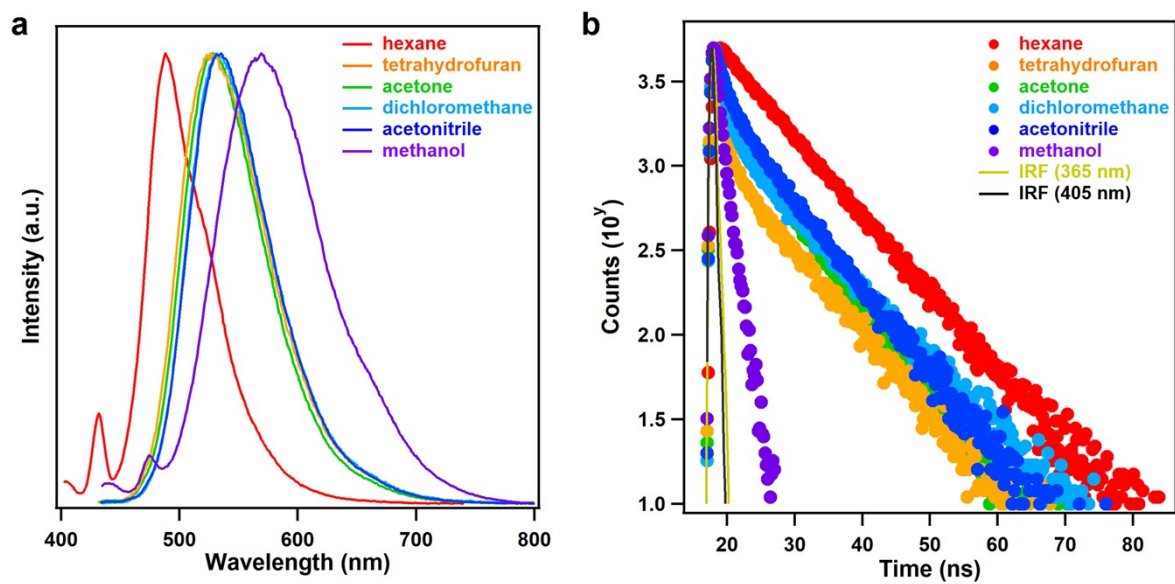 a
hexane
tetrahydrofuran
acetone
dichloromethane
acetonitrile
methanol
Intensity (a.u.)
400 500 600 700 800
Wavelength (nm)
b
hexane
tetrahydrofuran
acetone
dichloromethane
acetonitrile
methanol
IRF (365 nm)
IRF (405 nm)
Counts (10ʸ)
3.5
3.0
2.5
2.0
1.5
1.0
20 30 40 50 60 70 80
Time (ns)